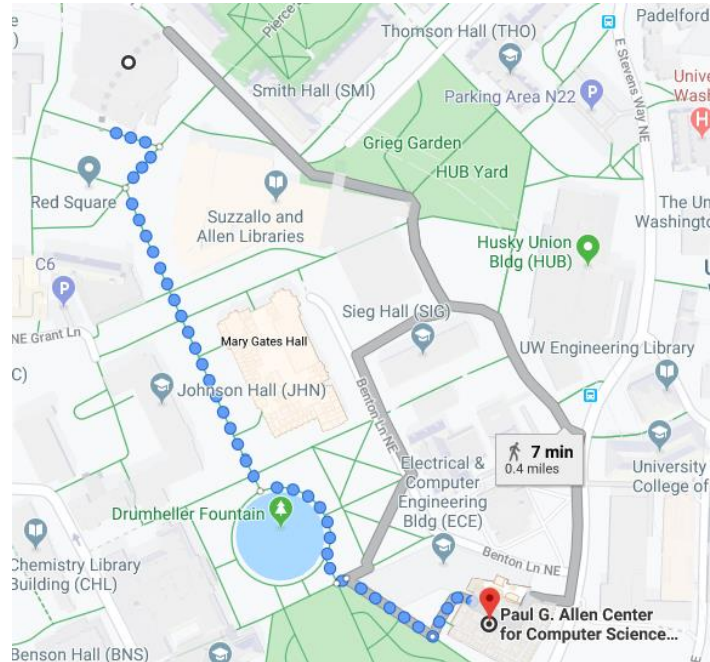 Pierce
Thomson Hall (THO)
Padelford
E Stevens Way NE
Smith Hall (SMI)
Parking Area N22
Grieg Garden
HUB Yard
Red Square
Suzzallo and
Allen Libraries
Husky Union
Bldg (HUB)
The Un
Washingto
C6
Sieg Hall (SIG)
NE Grant Ln
Mary Gates Hall
UW Engineering Library
C)
Johnson Hall (JHN)
Benton Ln NE
7 min
0.4 miles
Electrical &
Computer
Engineering
Bldg (ECE)
University
College of
Drumheller Fountain
Chemistry Library
Building (CHL)
Benton Ln NE
Paul G. Allen Center
for Computer Science...
Benson Hall (BNS)